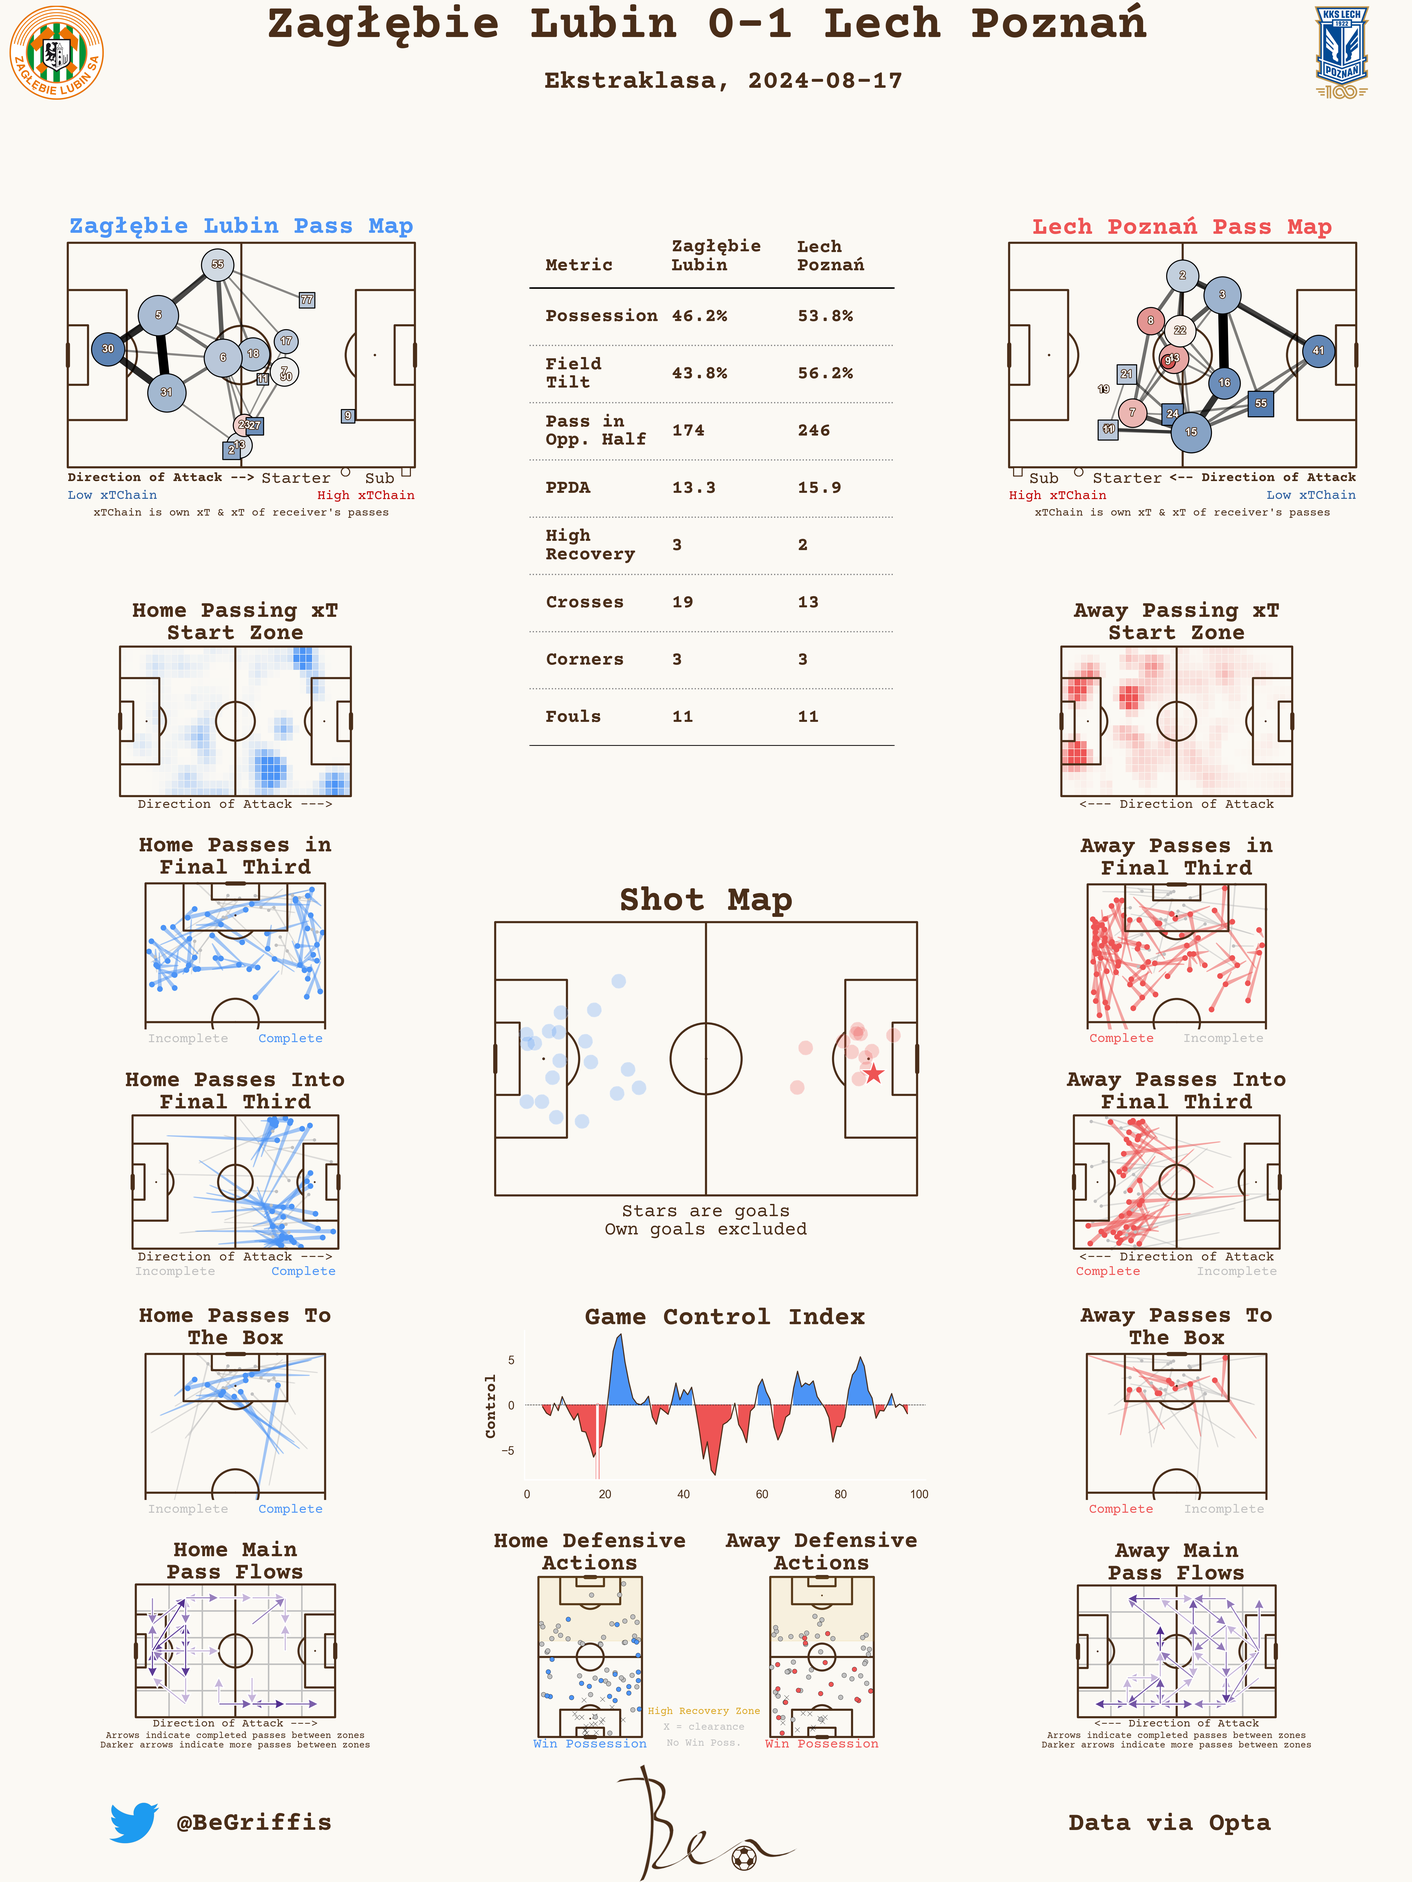 Zagłębie Lubin 0-1 Lech Poznań
Ekstraklasa, 2024-08-17
ZAGŁĘBIE LUBIN SA
KKS LECH
1922
POZNAŃ
100
Zagłębie Lubin Pass Map
55
77
5
30
17
18
6
7
11
31
9
27
2
Direction of Attack --> Starter Sub
Low xTChain High xTChain
xTChain is own xT & xT of receiver's passes
Metric Zagłębie Lubin Lech Poznań
Possession 46.2% 53.8%
Field Tilt 43.8% 56.2%
Pass in Opp. Half 174 246
PPDA 13.3 15.9
High Recovery 3 2
Crosses 19 13
Corners 3 3
Fouls 11 11
Lech Poznań Pass Map
2
3
8
22
41
21
19
16
55
7
24
15
Sub Starter <-- Direction of Attack
High xTChain Low xTChain
xTChain is own xT & xT of receiver's passes
Home Passing xT
Start Zone
Direction of Attack --->
Away Passing xT
Start Zone
<--- Direction of Attack
Home Passes in
Final Third
Incomplete Complete
Away Passes in
Final Third
Complete Incomplete
Shot Map
Stars are goals
Own goals excluded
Home Passes Into
Final Third
Direction of Attack --->
Incomplete Complete
Away Passes Into
Final Third
<--- Direction of Attack
Complete Incomplete
Home Passes To
The Box
Incomplete Complete
Game Control Index
Control
5
0
−5
0 20 40 60 80 100
Away Passes To
The Box
Complete Incomplete
Home Main
Pass Flows
Direction of Attack --->
Arrows indicate completed passes between zones
Darker arrows indicate more passes between zones
Home Defensive
Actions
Win Possession
Away Defensive
Actions
Win Possession
High Recovery Zone
X = clearance
No Win Poss.
Away Main
Pass Flows
<--- Direction of Attack
Arrows indicate completed passes between zones
Darker arrows indicate more passes between zones
@BeGriffis
Ben
Data via Opta